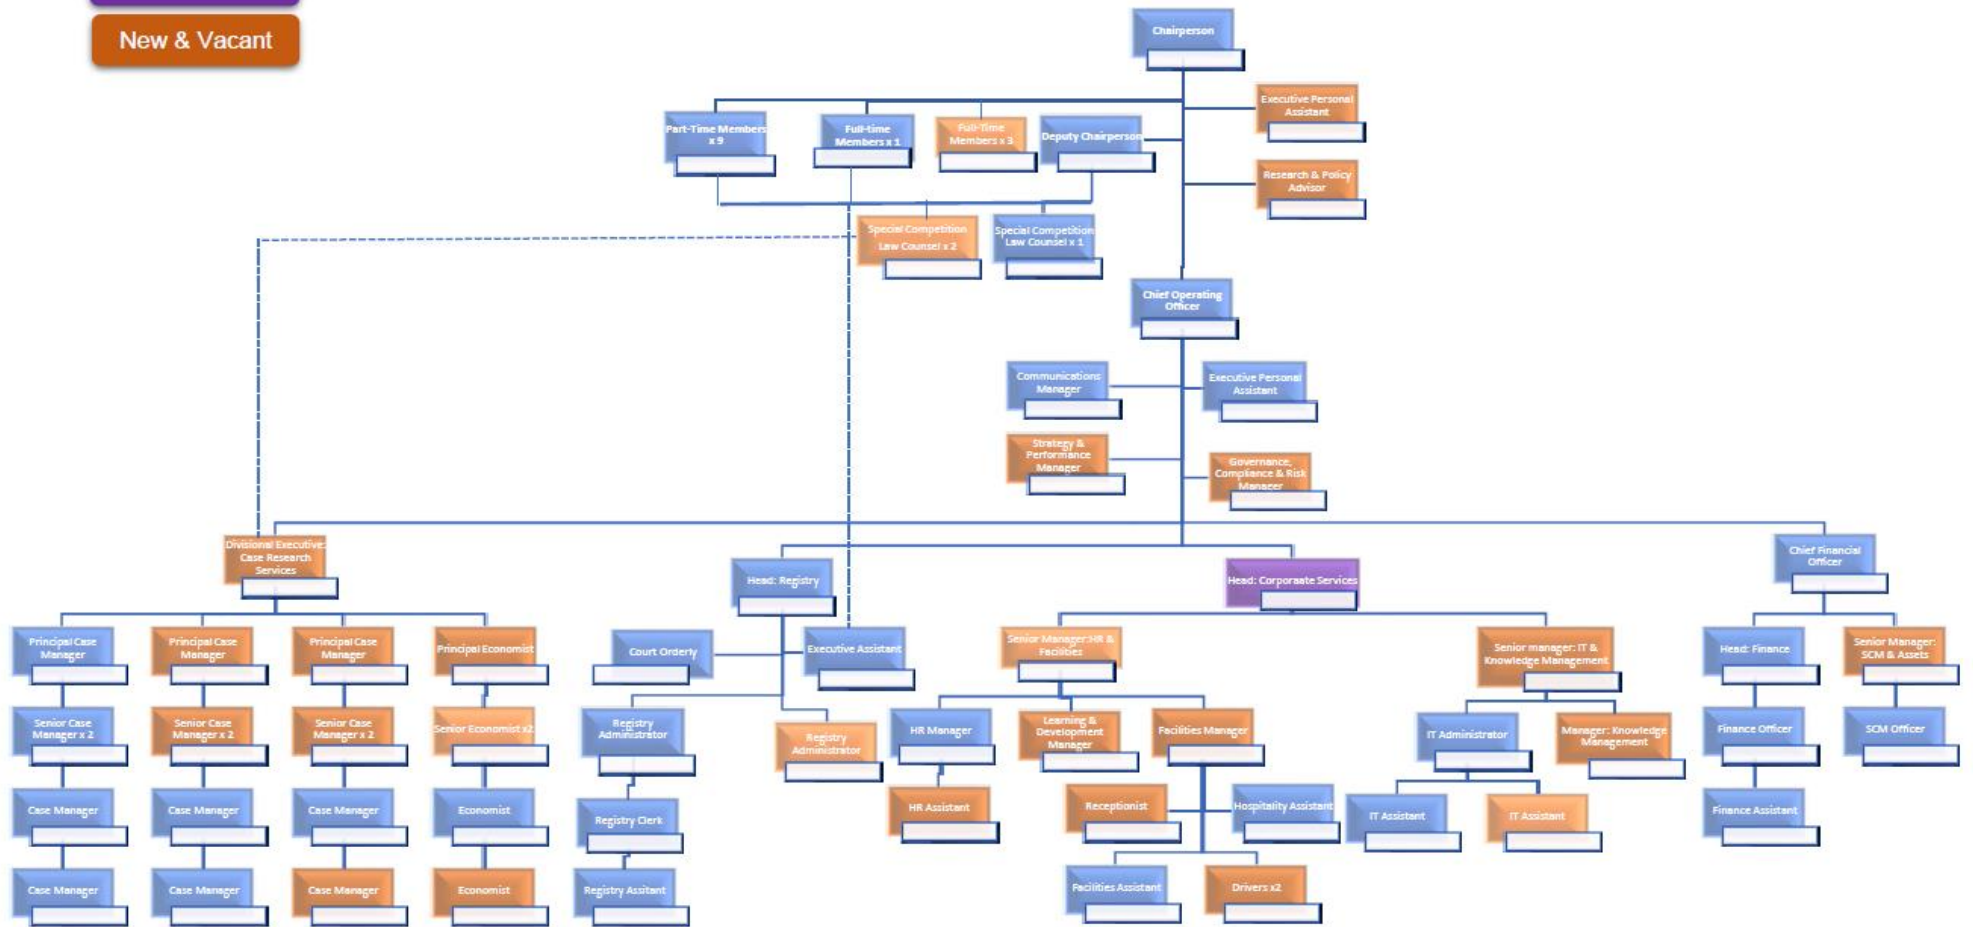 New & Vacant
Chairperson
Executive Personal
Assistant
Part-Time Members
x 9
Full-time
Members x 1
Full-Time
Members x 3
Deputy Chairperson
Research & Policy
Advisor
Special Competition
Law Counsel x 2
Special Competition
Law Counsel x 1
Chief Operating
Officer
Communications
Manager
Executive Personal
Assistant
Strategy &
Performance
Manager
Governance,
Compliance & Risk
Manager
Divisional Executive:
Case Research
Services
Head: Registry
Head: Corporaate Services
Chief Financial
Officer
Principal Case
Manager
Principal Case
Manager
Principal Case
Manager
Principal Economist
Court Orderly
Executive Assistant
Senior Manager:HR &
Facilities
Senior manager: IT &
Knowledge Management
Head: Finance
Senior Manager:
SCM & Assets
Senior Case
Manager x 2
Senior Case
Manager x 2
Senior Case
Manager x 2
Senior Economist x2
Registry
Administrator
Registry
Administrator
HR Manager
Learning &
Development
Manager
Facilities Manager
IT Administrator
Manager: Knowledge
Management
Finance Officer
SCM Officer
Case Manager
Case Manager
Case Manager
Economist
Registry Clerk
HR Assistant
Receptionist
Hospitality Assistant
IT Assistant
IT Assistant
Finance Assistant
Case Manager
Case Manager
Case Manager
Economist
Registry Assitant
Facilities Assistant
Drivers x2